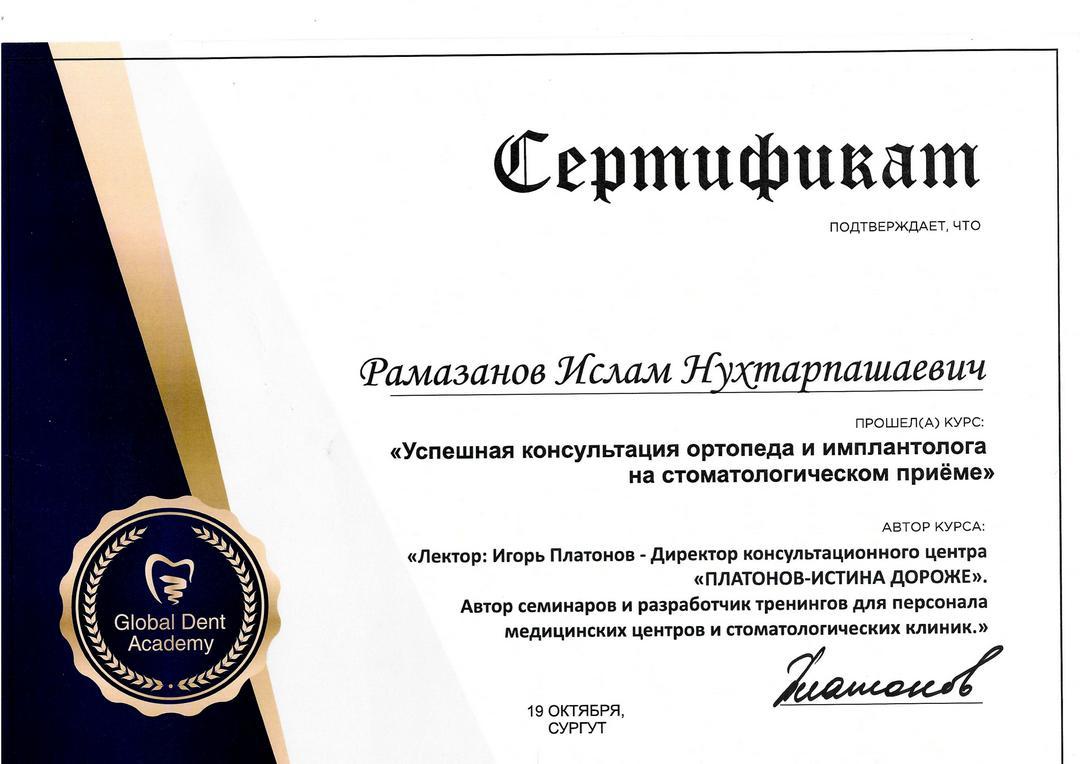 Сертификат
ПОДТВЕРЖДАЕТ, ЧТО
Рамазанов Ислам Нухтарпашаевич
ПРОШЕЛ(А) КУРС:
«Успешная консультация ортопеда и имплантолога
на стоматологическом приёме»
АВТОР КУРСА:
«Лектор: Игорь Платонов - Директор консультационного центра
«ПЛАТОНОВ-ИСТИНА ДОРОЖЕ».
Автор семинаров и разработчик тренингов для персонала
медицинских центров и стоматологических клиник.»
Платонов
Global Dent
Academy
19 ОКТЯБРЯ,
СУРГУТ